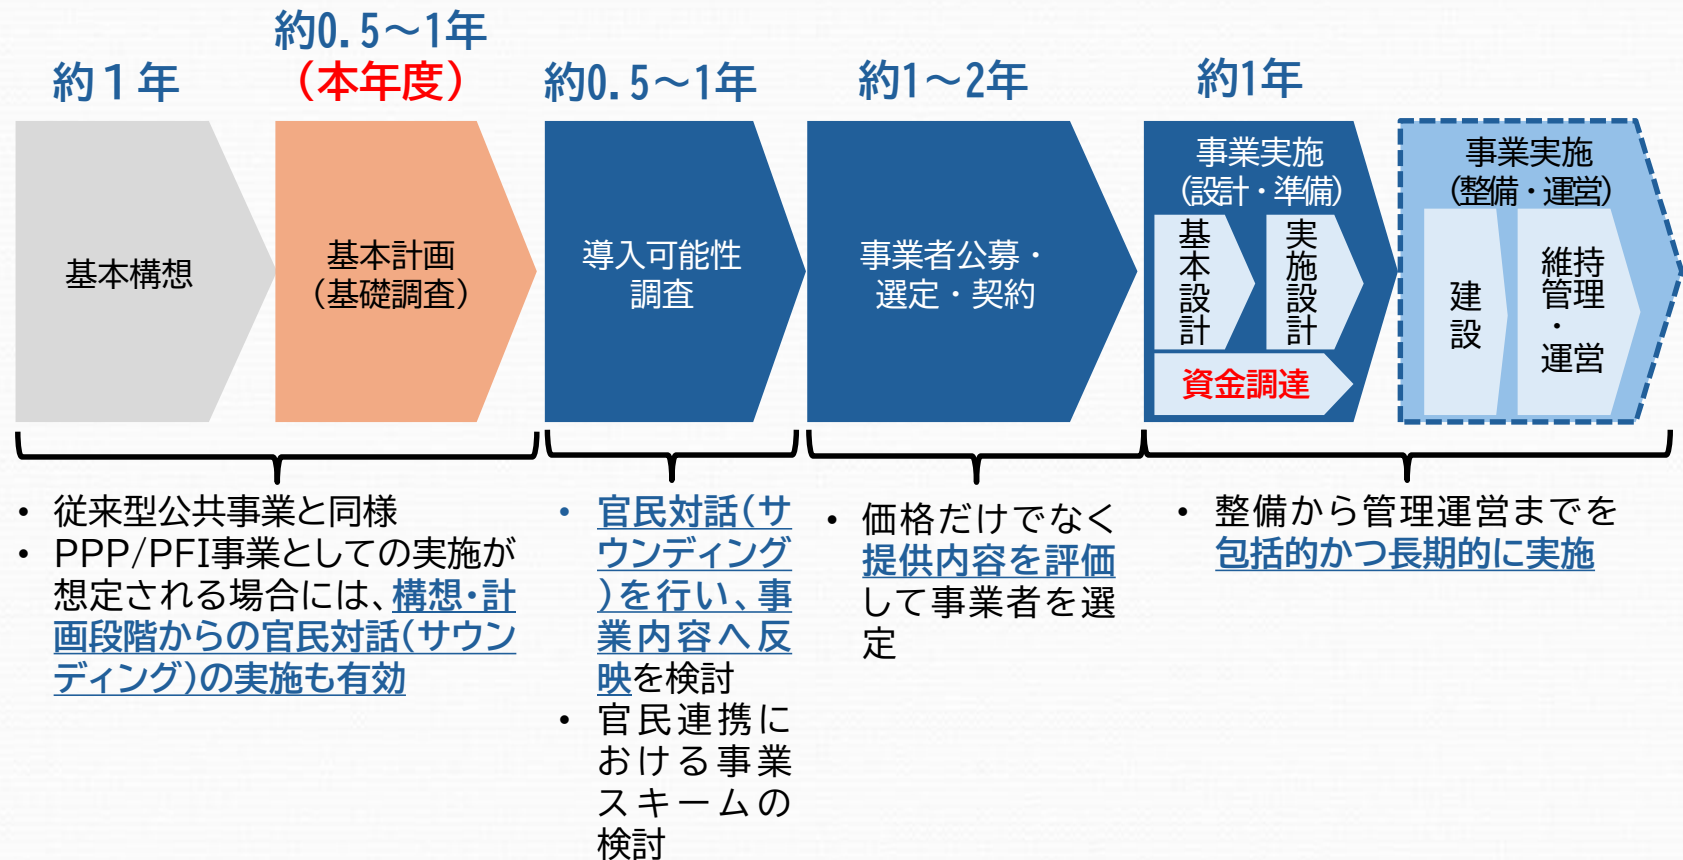 約1年
約0.5～1年
（本年度）
約0.5～1年
約1～2年
約1年
基本構想
基本計画
（基礎調査）
導入可能性
調査
事業者公募・
選定・契約
事業実施
（設計・準備）
基本設計
実施設計
資金調達
事業実施
（整備・運営）
建設
維持
管理
・
運営
• 従来型公共事業と同様
• PPP/PFI事業としての実施が
想定される場合には、構想・計
画段階からの官民対話（サウン
ディング）の実施も有効
• 官民対話（サ
ウンディング
）を行い、事
業内容へ反
映を検討
• 官民連携に
おける事業
スキームの
検討
• 価格だけでなく
提供内容を評価
して事業者を選
定
• 整備から管理運営までを
包括的かつ長期的に実施